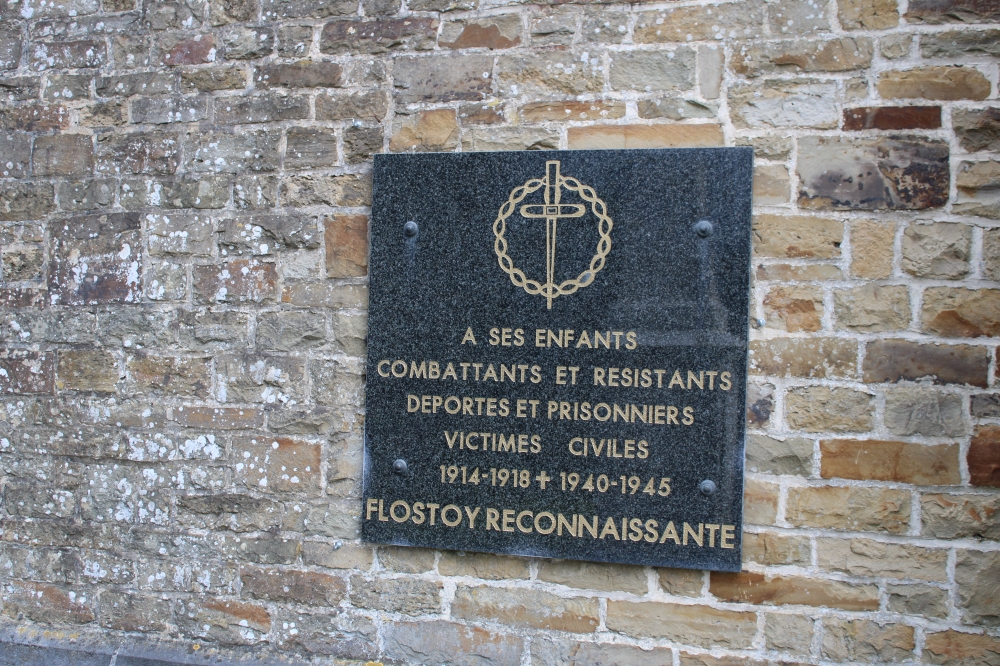 A SES ENFANTS
COMBATTANTS ET RESISTANTS
DEPORTES ET PRISONNIERS
VICTIMES CIVILES
1914-1918 + 1940-1945
FLOSTOY RECONNAISSANTE